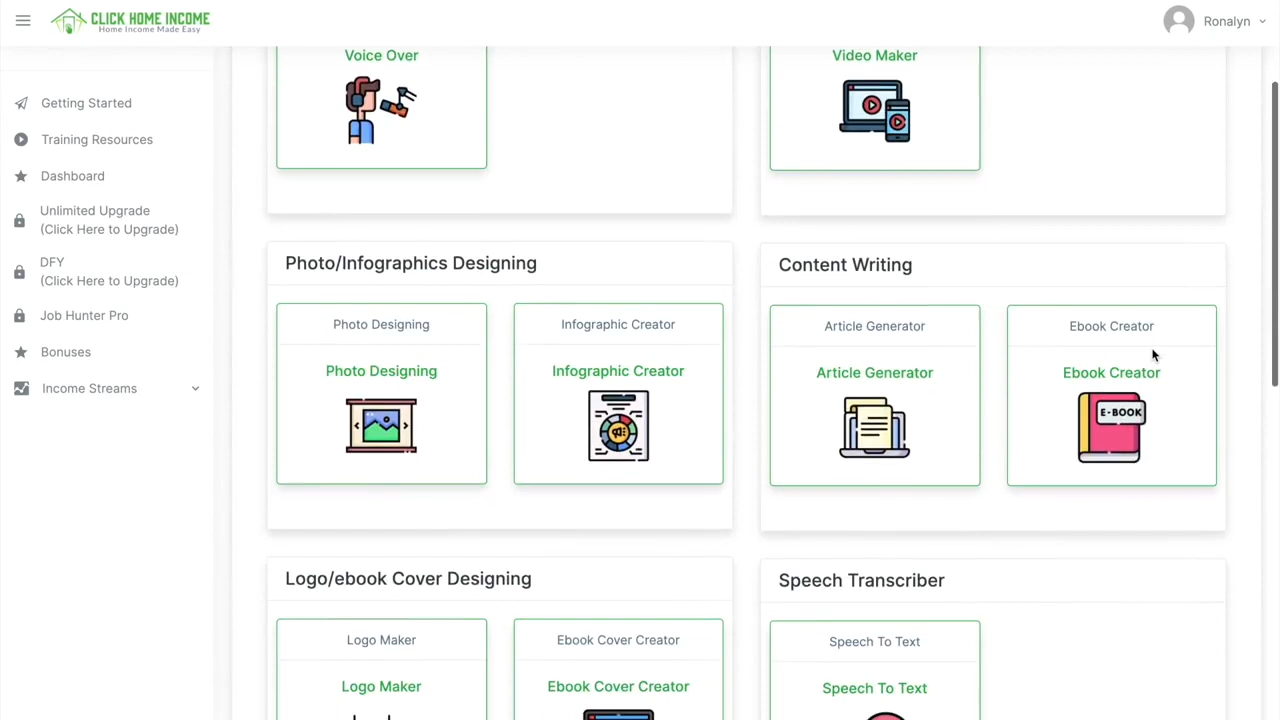 CLICK HOME INCOME
Home Income Made Easy
Ronalyn
Getting Started
Training Resources
Dashboard
Unlimited Upgrade
(Click Here to Upgrade)
DFY
(Click Here to Upgrade)
Job Hunter Pro
Bonuses
Income Streams
Voice Over
Video Maker
Photo/Infographics Designing
Photo Designing
Infographic Creator
Photo Designing
Infographic Creator
Content Writing
Article Generator
Ebook Creator
Article Generator
Ebook Creator
E-BOOK
Logo/ebook Cover Designing
Logo Maker
Ebook Cover Creator
Logo Maker
Ebook Cover Creator
Speech Transcriber
Speech To Text
Speech To Text